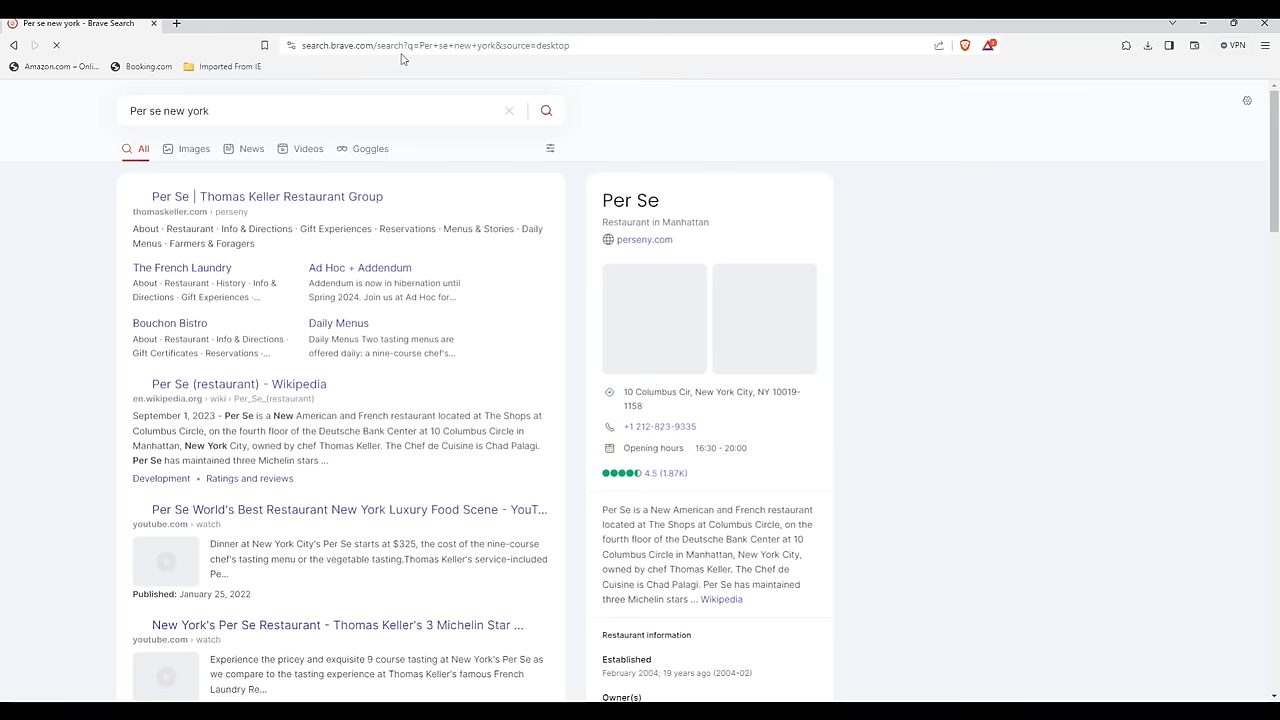 Per se new york - Brave Search
search.brave.com/search?q=Per+se+new+york&source=desktop
VPN
Amazon.com – Onli...
Booking.com
Imported From IE
Per se new york
All
Images
News
Videos
Goggles
Per Se | Thomas Keller Restaurant Group
thomaskeller.com › perseny
About · Restaurant · Info & Directions · Gift Experiences · Reservations · Menus & Stories · Daily
Menus · Farmers & Foragers
The French Laundry
About · Restaurant · History · Info &
Directions · Gift Experiences ·...
Ad Hoc + Addendum
Addendum is now in hibernation until
Spring 2024. Join us at Ad Hoc for...
Bouchon Bistro
About · Restaurant · Info & Directions ·
Gift Certificates · Reservations ·...
Daily Menus
Daily Menus Two tasting menus are
offered daily: a nine-course chef's...
Per Se (restaurant) - Wikipedia
en.wikipedia.org › wiki › Per_Se_(restaurant)
September 1, 2023 - Per Se is a New American and French restaurant located at The Shops at
Columbus Circle, on the fourth floor of the Deutsche Bank Center at 10 Columbus Circle in
Manhattan, New York City, owned by chef Thomas Keller. The Chef de Cuisine is Chad Palagi.
Per Se has maintained three Michelin stars ...
Development • Ratings and reviews
Per Se World's Best Restaurant New York Luxury Food Scene - YouT...
youtube.com › watch
Dinner at New York City's Per Se starts at $325, the cost of the nine-course
chef's tasting menu or the vegetable tasting.Thomas Keller's service-included
Pe...
Published: January 25, 2022
New York's Per Se Restaurant - Thomas Keller's 3 Michelin Star ...
youtube.com › watch
Experience the pricey and exquisite 9 course tasting at New York's Per Se as
we compare to the tasting experience at Thomas Keller's famous French
Laundry Re...
Per Se
Restaurant in Manhattan
perseny.com
10 Columbus Cir, New York City, NY 10019-
1158
+1 212-823-9335
Opening hours 16:30 - 20:00
4.5 (1.87K)
Per Se is a New American and French restaurant
located at The Shops at Columbus Circle, on the
fourth floor of the Deutsche Bank Center at 10
Columbus Circle in Manhattan, New York City,
owned by chef Thomas Keller. The Chef de
Cuisine is Chad Palagi. Per Se has maintained
three Michelin stars ... Wikipedia
Restaurant information
Established
February 2004; 19 years ago (2004-02)
Owner(s)